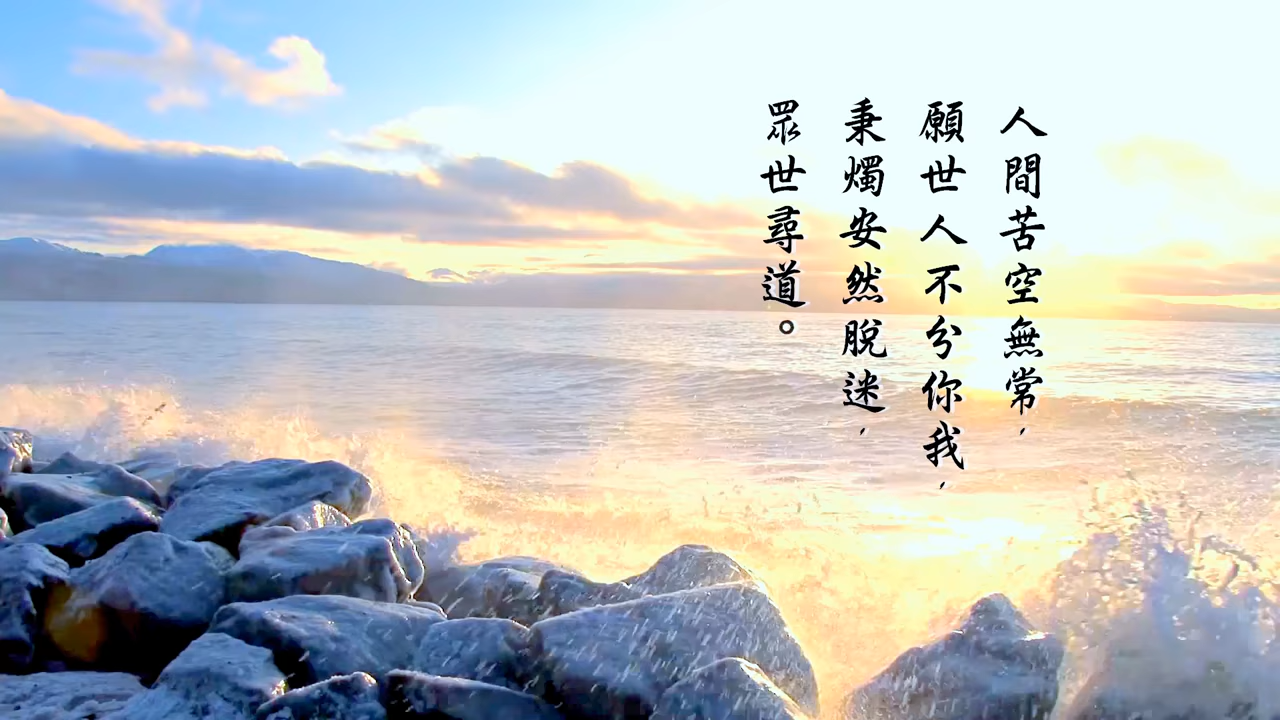 人間苦空無常，
願世人不分你我，
秉燭安然脫迷，
眾世尋道。